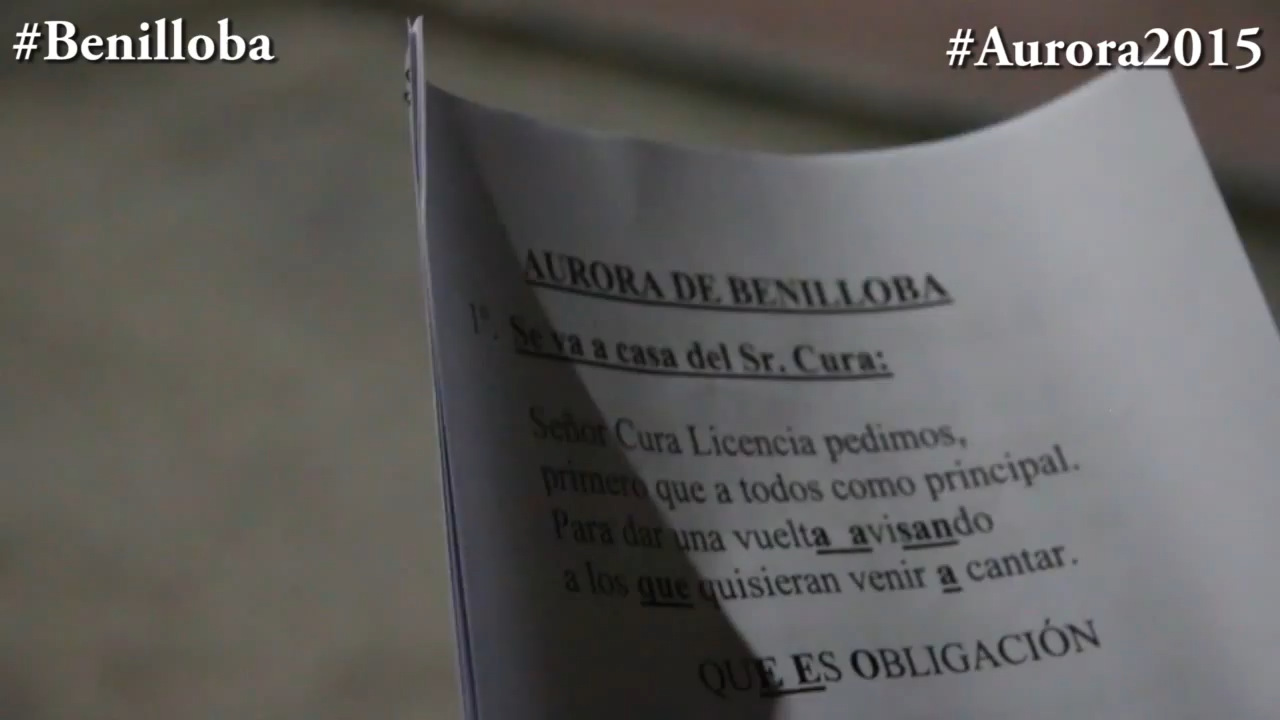 #Benilloba
#Aurora2015
AURORA DE BENILLOBA
1º. Se va a casa del Sr. Cura:
Señor Cura Licencia pedimos,
primero que a todos como principal.
Para dar una vuelta avisando
a los que quisieran venir a cantar.
QUE ES OBLIGACIÓN